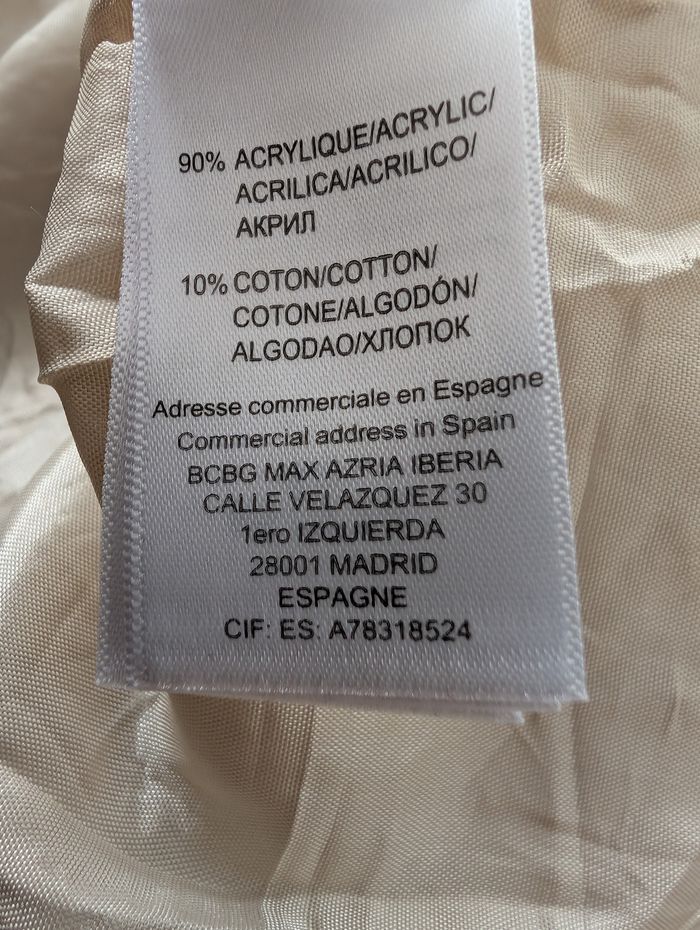 90% ACRYLIQUE/ACRYLIC/
ACRILICA/ACRILICO/
АКРИЛ
10% COTON/COTTON/
COTONE/ALGODÓN/
ALGODAO/ХЛОПОК
Adresse commerciale en Espagne
Commercial address in Spain
BCBG MAX AZRIA IBERIA
CALLE VELAZQUEZ 30
1ero IZQUIERDA
28001 MADRID
ESPAGNE
CIF: ES: A78318524